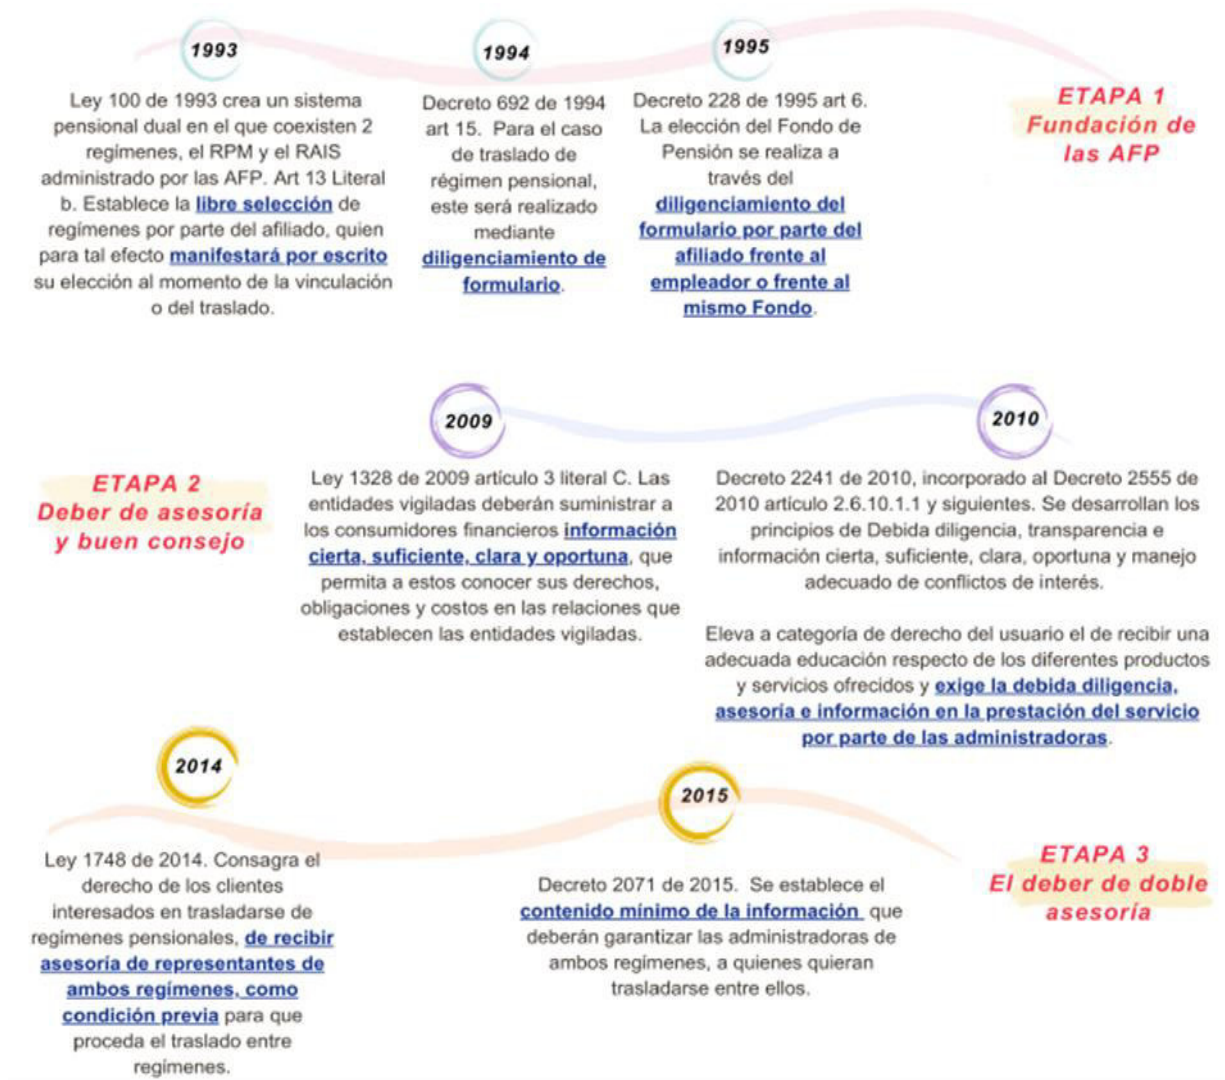 1993
Ley 100 de 1993 crea un sistema
pensional dual en el que coexisten 2
regímenes, el RPM y el RAIS
administrado por las AFP. Art 13 Literal
b. Establece la libre selección de
regímenes por parte del afiliado, quien
para tal efecto manifestará por escrito
su elección al momento de la vinculación
o del traslado.
1994
Decreto 692 de 1994
art 15. Para el caso
de traslado de
régimen pensional,
este será realizado
mediante
diligenciamiento de
formulario.
1995
Decreto 228 de 1995 art 6.
La elección del Fondo de
Pensión se realiza a
través del
diligenciamiento del
formulario por parte del
afiliado frente al
empleador o frente al
mismo Fondo.
ETAPA 1
Fundación de
las AFP
ETAPA 2
Deber de asesoría
y buen consejo
2009
Ley 1328 de 2009 artículo 3 literal C. Las
entidades vigiladas deberán suministrar a
los consumidores financieros información
cierta, suficiente, clara y oportuna, que
permita a estos conocer sus derechos,
obligaciones y costos en las relaciones que
establecen las entidades vigiladas.
2010
Decreto 2241 de 2010, incorporado al Decreto 2555 de
2010 artículo 2.6.10.1.1 y siguientes. Se desarrollan los
principios de Debida diligencia, transparencia e
información cierta, suficiente, clara, oportuna y manejo
adecuado de conflictos de interés.
Eleva a categoría de derecho del usuario el de recibir una
adecuada educación respecto de los diferentes productos
y servicios ofrecidos y exige la debida diligencia,
asesoría e información en la prestación del servicio
por parte de las administradoras.
2014
Ley 1748 de 2014. Consagra el
derecho de los clientes
interesados en trasladarse de
regímenes pensionales, de recibir
asesoría de representantes de
ambos regímenes, como
condición previa para que
proceda el traslado entre
regímenes.
2015
Decreto 2071 de 2015. Se establece el
contenido mínimo de la información que
deberán garantizar las administradoras de
ambos regímenes, a quienes quieran
trasladarse entre ellos.
ETAPA 3
El deber de doble
asesoría